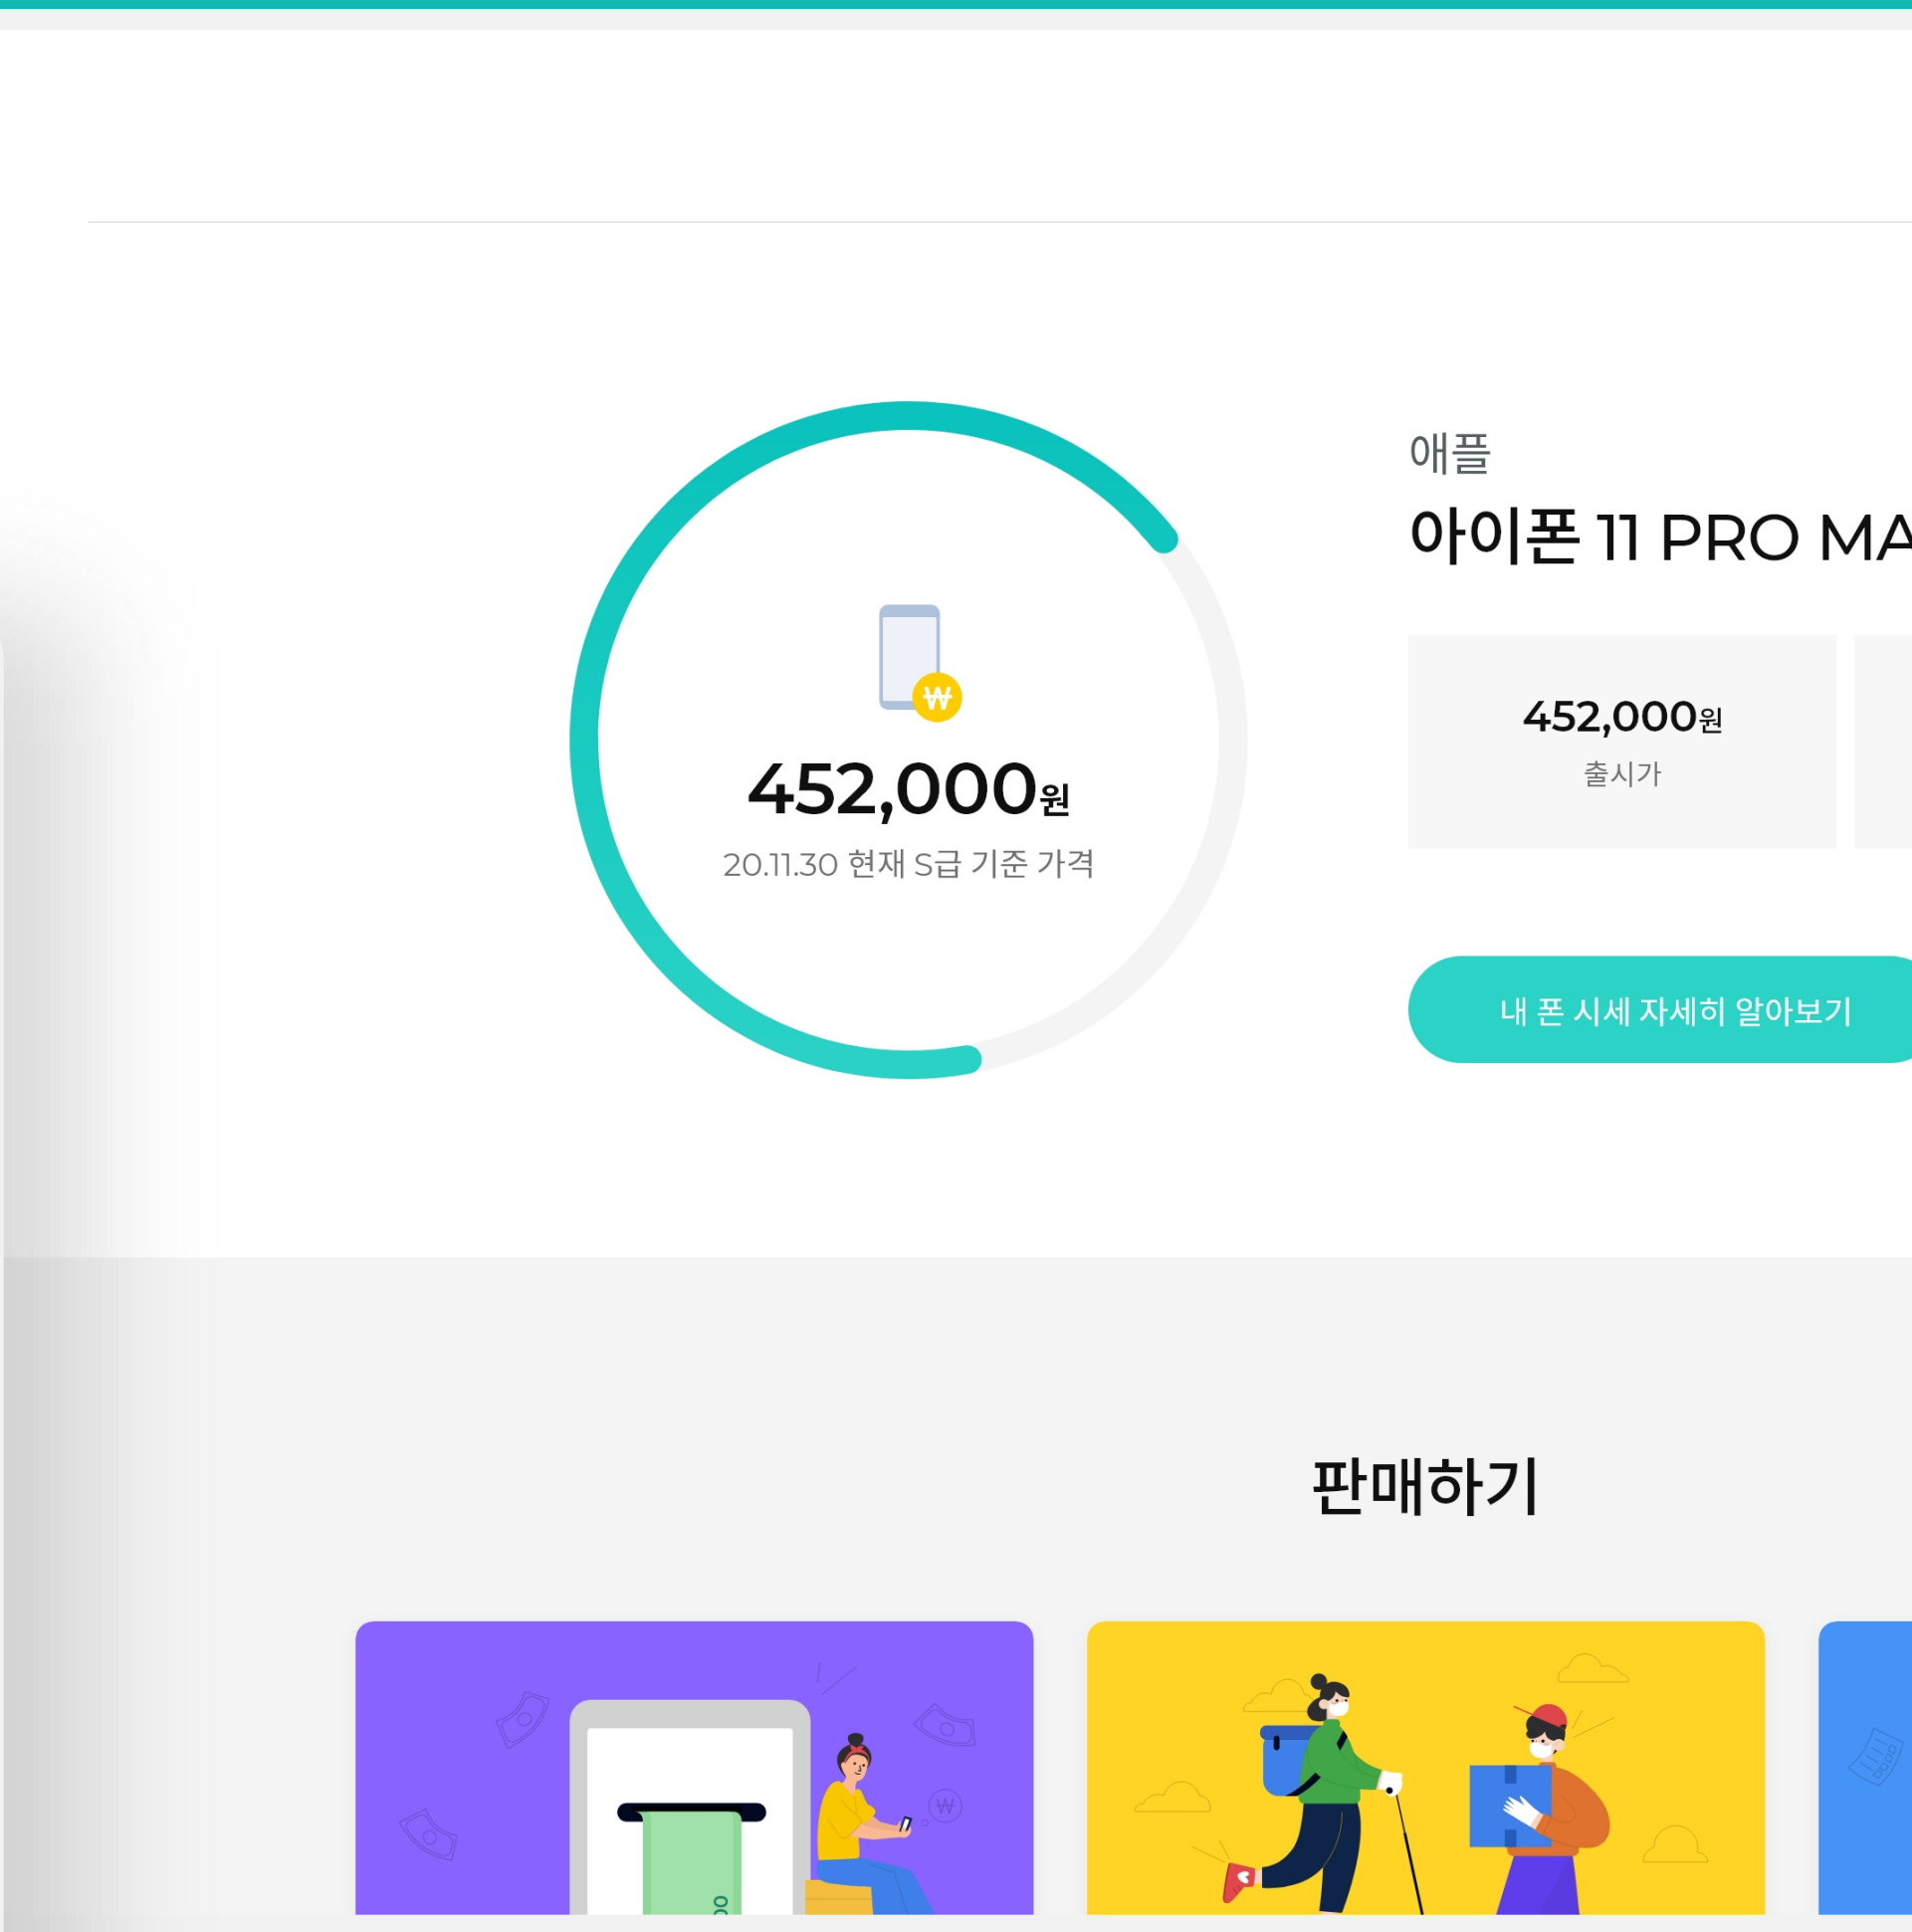 애플
아이폰 11 PRO MA
₩
452,000원
20.11.30 현재 S급 기준 가격
452,000원
출시가
내 폰 시세 자세히 알아보기
판매하기
₩
00